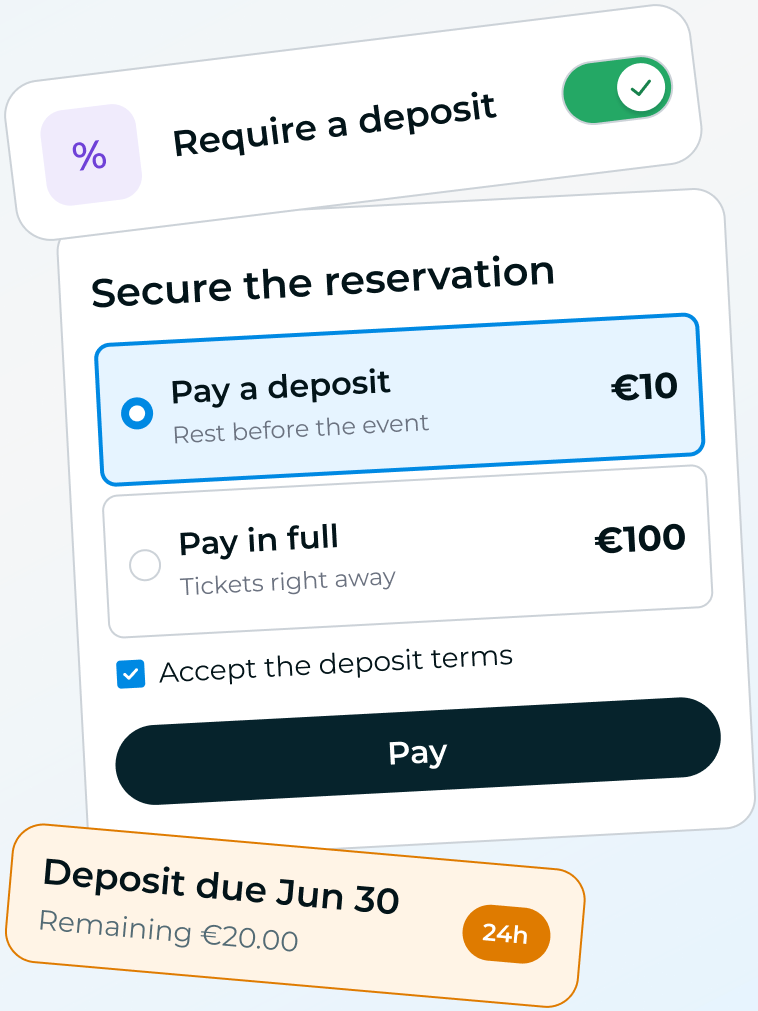 %
Require a deposit
Secure the reservation
Pay a deposit
€10
Rest before the event
Pay in full
€100
Tickets right away
Accept the deposit terms
Pay
Deposit due Jun 30
Remaining €20.00
24h